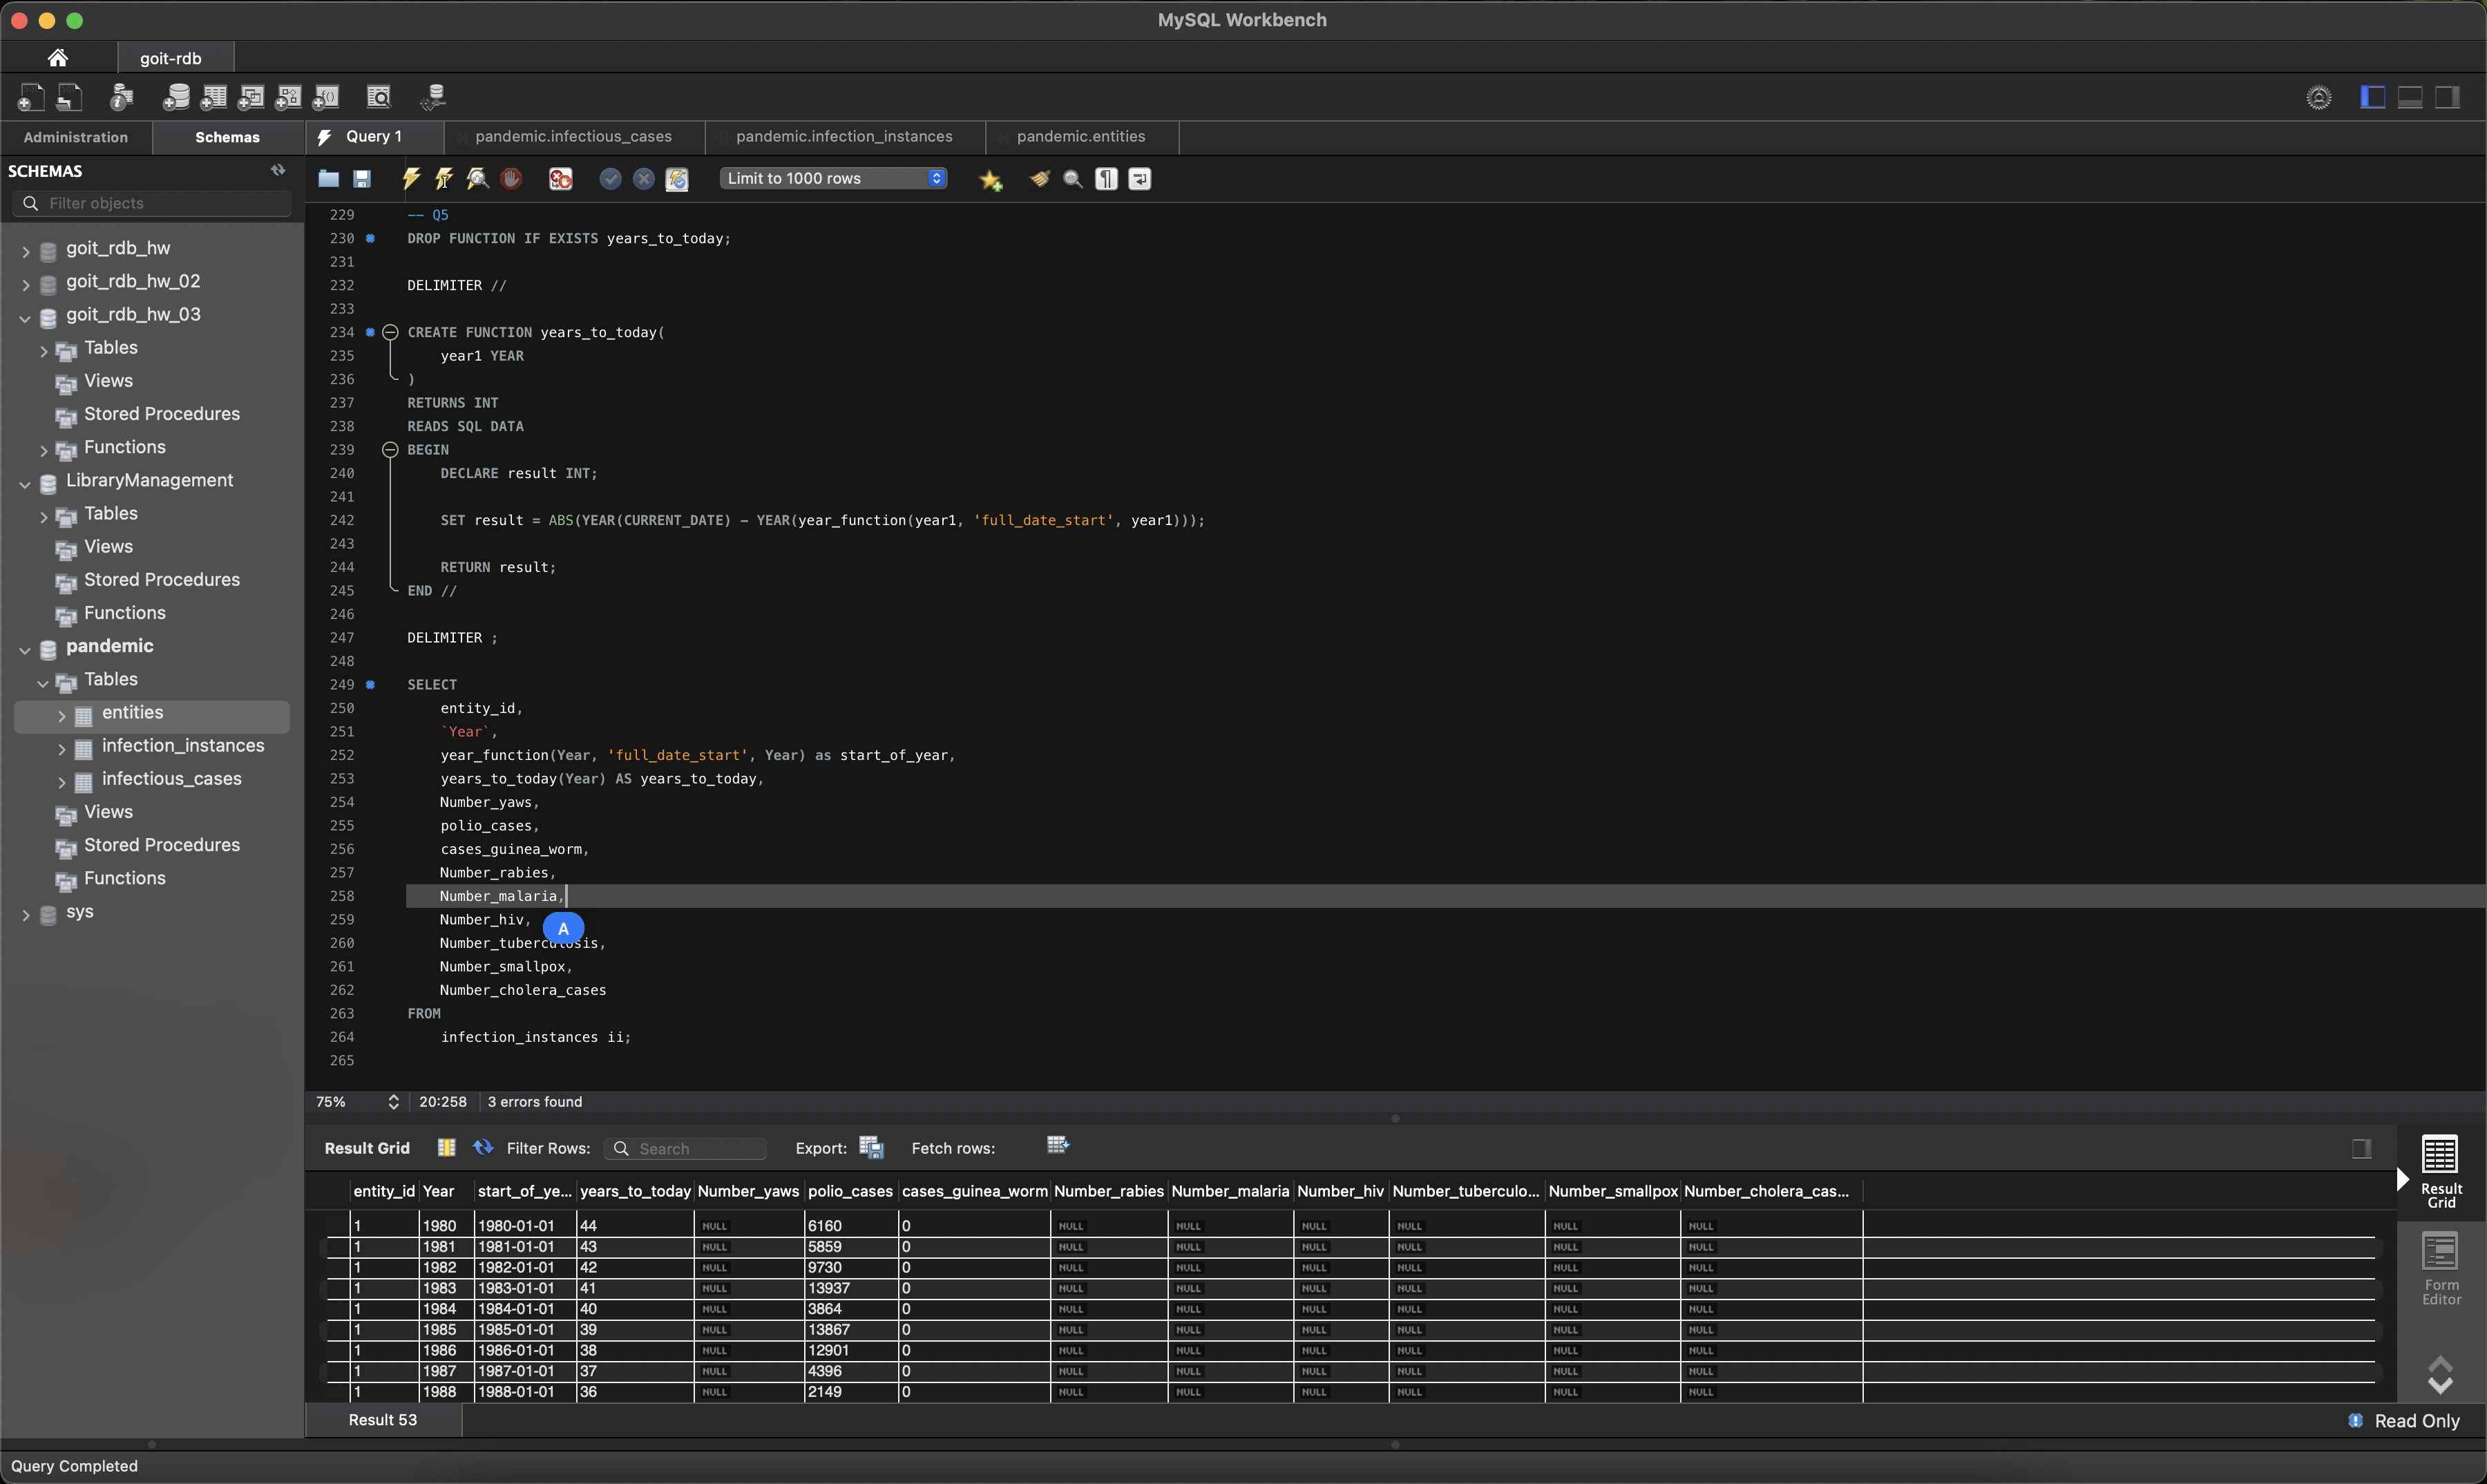 MySQL Workbench
goit-rdb
Administration
Schemas
Query 1
pandemic.infectious_cases
pandemic.infection_instances
pandemic.entities
SCHEMAS
Filter objects
Limit to 1000 rows
goit_rdb_hw
goit_rdb_hw_02
goit_rdb_hw_03
Tables
Views
Stored Procedures
Functions
LibraryManagement
Tables
Views
Stored Procedures
Functions
pandemic
Tables
entities
infection_instances
infectious_cases
Views
Stored Procedures
Functions
sys
229 -- Q5
230 DROP FUNCTION IF EXISTS years_to_today;
231
232 DELIMITER //
233
234 CREATE FUNCTION years_to_today(
235 year1 YEAR
236 )
237 RETURNS INT
238 READS SQL DATA
239 BEGIN
240 DECLARE result INT;
241
242 SET result = ABS(YEAR(CURRENT_DATE) - YEAR(year_function(year1, 'full_date_start', year1)));
243
244 RETURN result;
245 END //
246
247 DELIMITER ;
248
249 SELECT
250 entity_id,
251 `Year`,
252 year_function(Year, 'full_date_start', Year) as start_of_year,
253 years_to_today(Year) AS years_to_today,
254 Number_yaws,
255 polio_cases,
256 cases_guinea_worm,
257 Number_rabies,
258 Number_malaria,
259 Number_hiv,
A
260 Number_tuberculosis,
261 Number_smallpox,
262 Number_cholera_cases
263 FROM
264 infection_instances ii;
265
75% 20:258 3 errors found
Result Grid Filter Rows: Search Export: Fetch rows:
entity_id Year start_of_ye... years_to_today Number_yaws polio_cases cases_guinea_worm Number_rabies Number_malaria Number_hiv Number_tuberculo... Number_smallpox Number_cholera_cas...
1 1980 1980-01-01 44 NULL 6160 0 NULL NULL NULL NULL NULL NULL
1 1981 1981-01-01 43 NULL 5859 0 NULL NULL NULL NULL NULL NULL
1 1982 1982-01-01 42 NULL 9730 0 NULL NULL NULL NULL NULL NULL
1 1983 1983-01-01 41 NULL 13937 0 NULL NULL NULL NULL NULL NULL
1 1984 1984-01-01 40 NULL 3864 0 NULL NULL NULL NULL NULL NULL
1 1985 1985-01-01 39 NULL 13867 0 NULL NULL NULL NULL NULL NULL
1 1986 1986-01-01 38 NULL 12901 0 NULL NULL NULL NULL NULL NULL
1 1987 1987-01-01 37 NULL 4396 0 NULL NULL NULL NULL NULL NULL
1 1988 1988-01-01 36 NULL 2149 0 NULL NULL NULL NULL NULL NULL
Result
Grid
Form
Editor
Result 53
Read Only
Query Completed